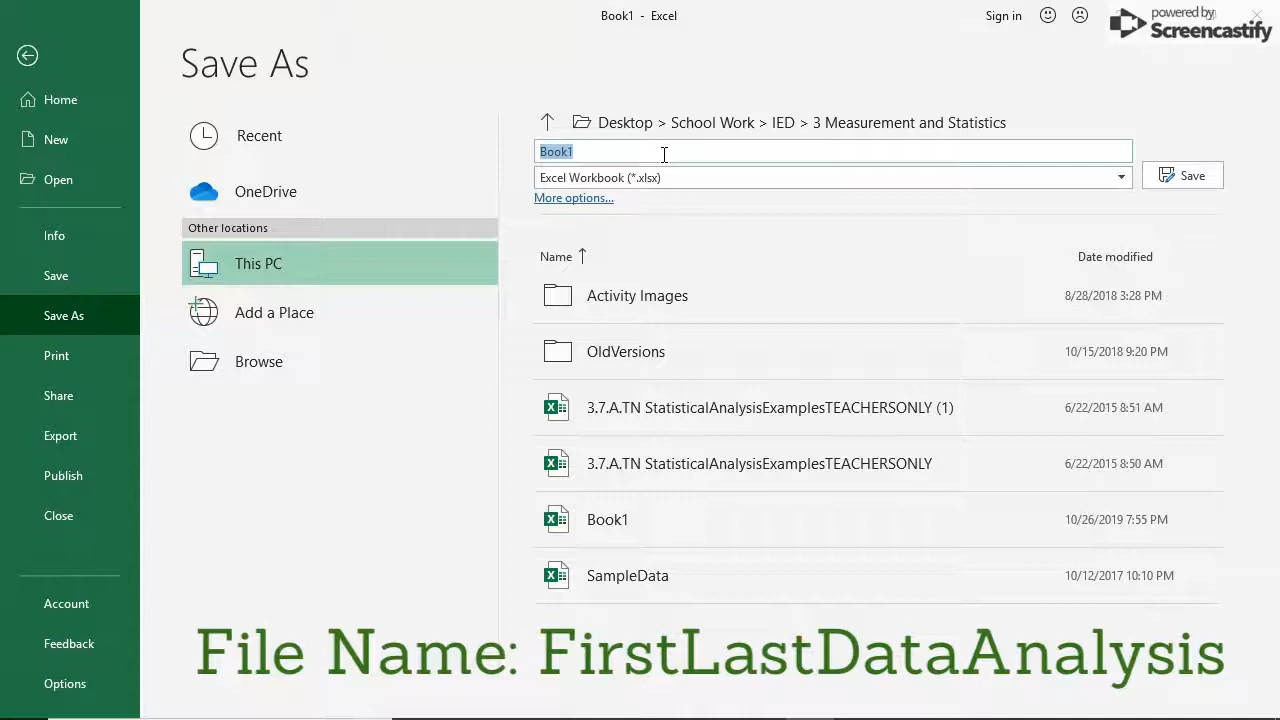 Book1 - Excel
Sign in
powered by
Screencastify
Save As
Home
New
Open
Info
Save
Save As
Print
Share
Export
Publish
Close
Account
Feedback
Options
Recent
OneDrive
Other locations
This PC
Add a Place
Browse
Desktop > School Work > IED > 3 Measurement and Statistics
Book1
Excel Workbook (*.xlsx)
Save
More options...
Name Date modified
Activity Images 8/28/2018 3:28 PM
OldVersions 10/15/2018 9:20 PM
3.7.A.TN StatisticalAnalysisExamplesTEACHERSONLY (1) 6/22/2015 8:51 AM
3.7.A.TN StatisticalAnalysisExamplesTEACHERSONLY 6/22/2015 8:50 AM
Book1 10/26/2019 7:55 PM
SampleData 10/12/2017 10:10 PM
File Name: FirstLastDataAnalysis